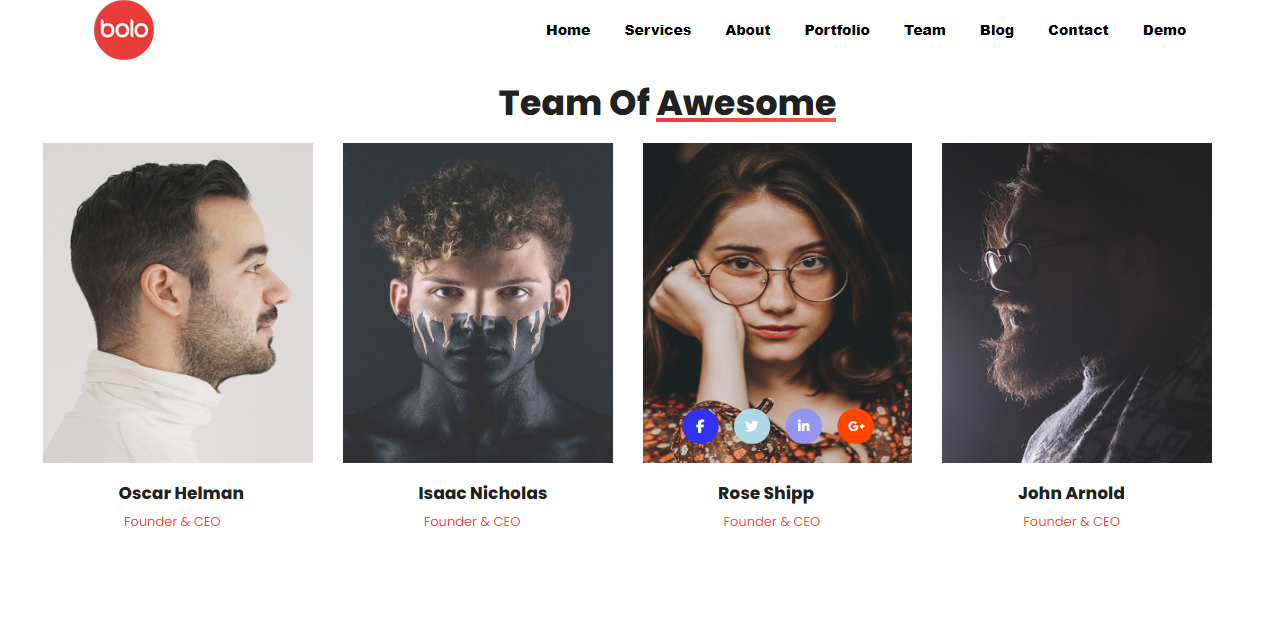 bolo
Home Services About Portfolio Team Blog Contact Demo
Team Of Awesome
Oscar Helman
Founder & CEO
Isaac Nicholas
Founder & CEO
Rose Shipp
Founder & CEO
John Arnold
Founder & CEO